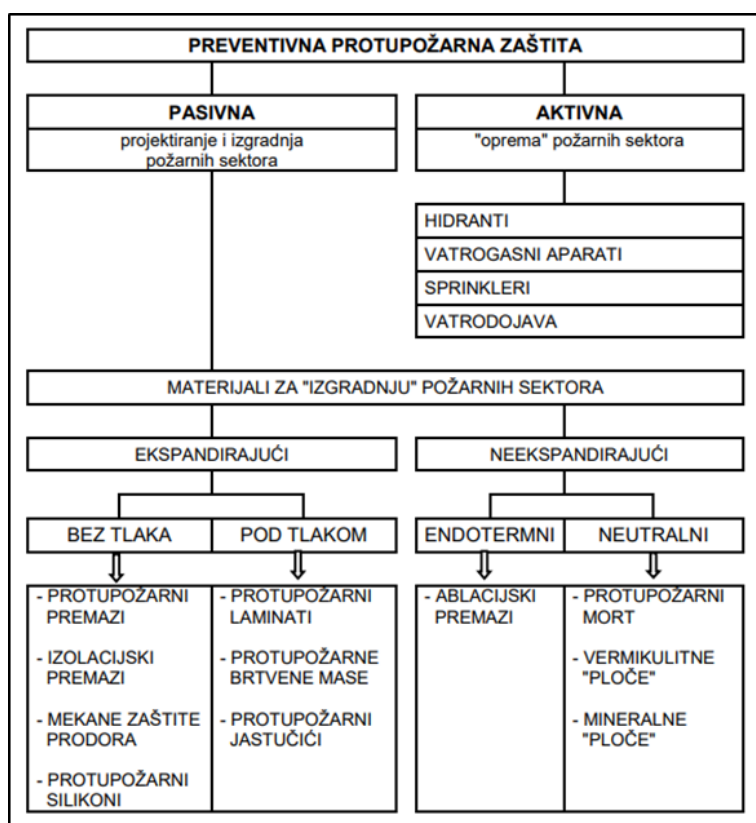 PREVENTIVNA PROTUPOŽARNA ZAŠTITA
PASIVNA
projektiranje i izgradnja
požarnih sektora
AKTIVNA
"oprema" požarnih sektora
HIDRANTI
VATROGASNI APARATI
SPRINKLERI
VATRODOJAVA
MATERIJALI ZA "IZGRADNJU" POŽARNIH SEKTORA
EKSPANDIRAJUĆI
NEEKSPANDIRAJUĆI
BEZ TLAKA
POD TLAKOM
ENDOTERMNI
NEUTRALNI
- PROTUPOŽARNI
PREMAZI
- IZOLACIJSKI
PREMAZI
- MEKANE ZAŠTITE
PRODORA
- PROTUPOŽARNI
SILIKONI
- PROTUPOŽARNI
LAMINATI
- PROTUPOŽARNE
BRTVENE MASE
- PROTUPOŽARNI
JASTUČIĆI
- ABLACIJSKI
PREMAZI
- PROTUPOŽARNI
MORT
- VERMIKULITNE
"PLOČE"
- MINERALNE
"PLOČE"